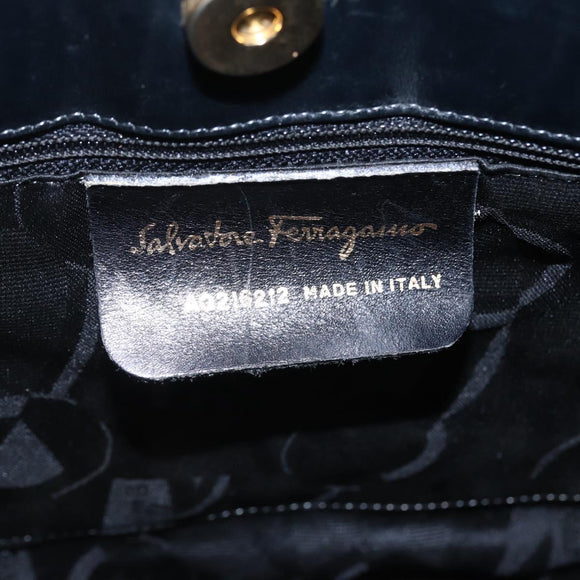 Salvatore Ferragamo
AQ216212 MADE IN ITALY